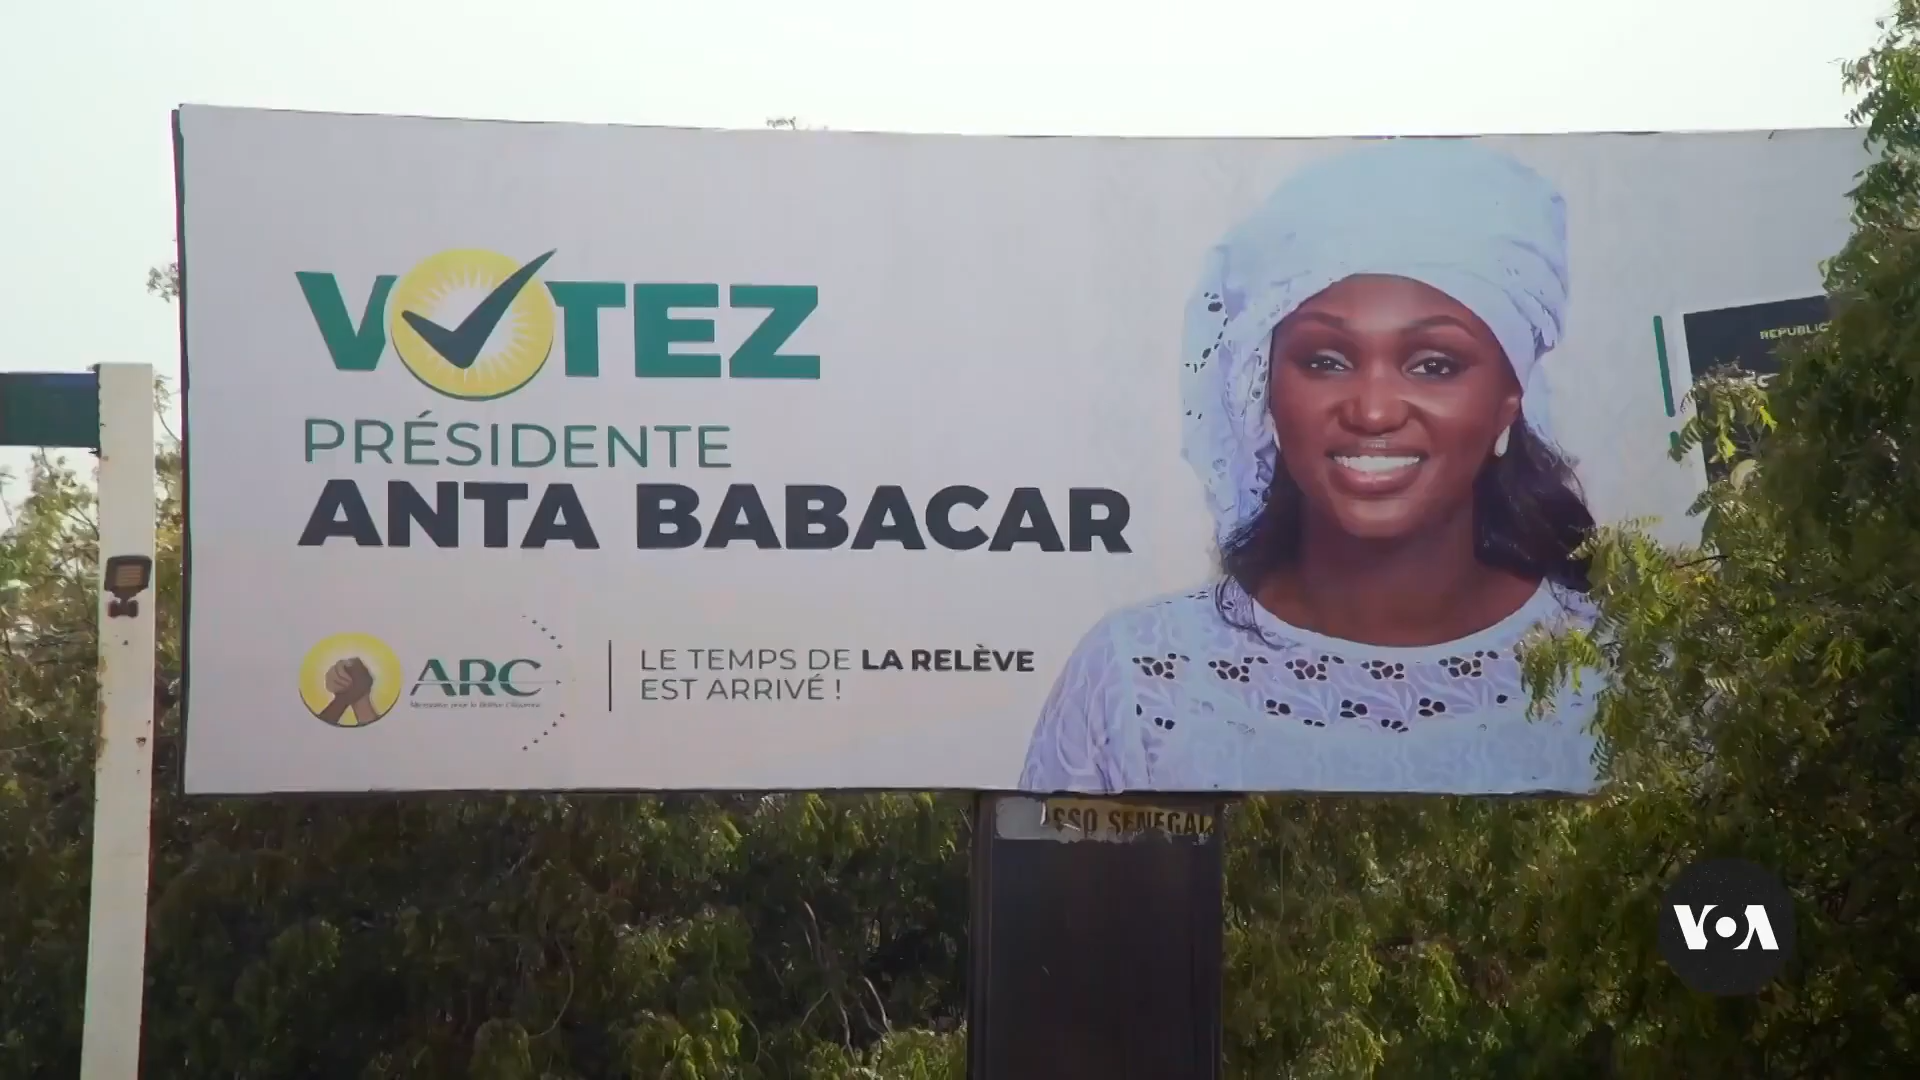 VOTEZ
PRÉSIDENTE
ANTA BABACAR
ARC
LE TEMPS DE LA RELÈVE
EST ARRIVÉ !
SENEGAL
VOA